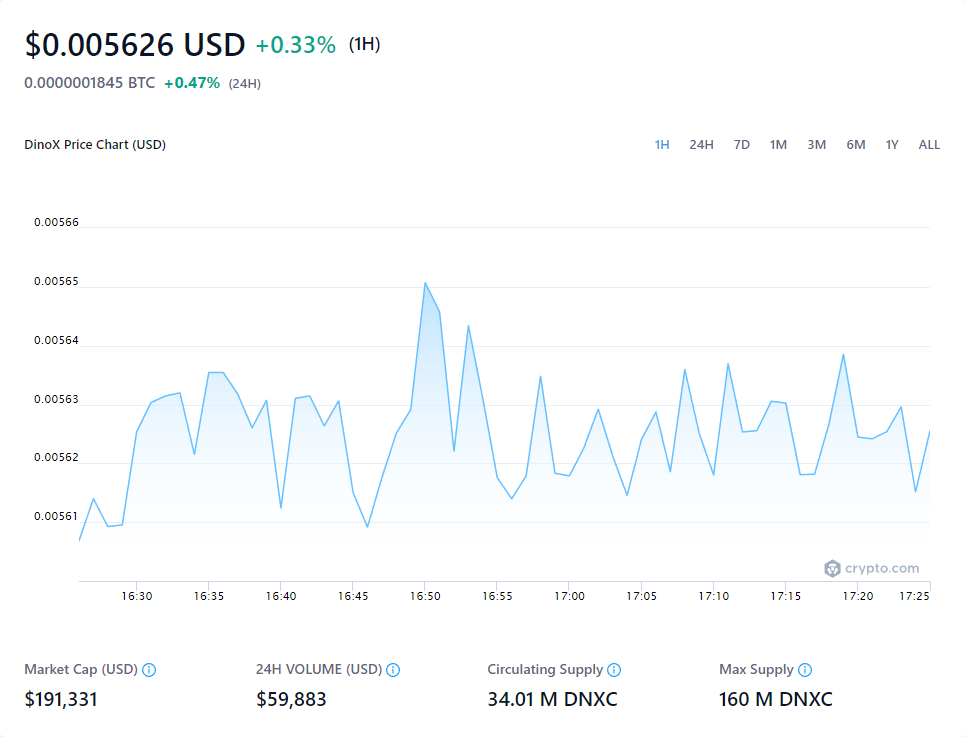 $0.005626 USD +0.33% (1H)
0.0000001845 BTC +0.47% (24H)
DinoX Price Chart (USD) 1H 24H 7D 1M 3M 6M 1Y ALL
0.00566
0.00565
0.00564
0.00563
0.00562
0.00561
crypto.com
16:30 16:35 16:40 16:45 16:50 16:55 17:00 17:05 17:10 17:15 17:20 17:25
Market Cap (USD) 24H VOLUME (USD) Circulating Supply Max Supply
$191,331 $59,883 34.01 M DNXC 160 M DNXC